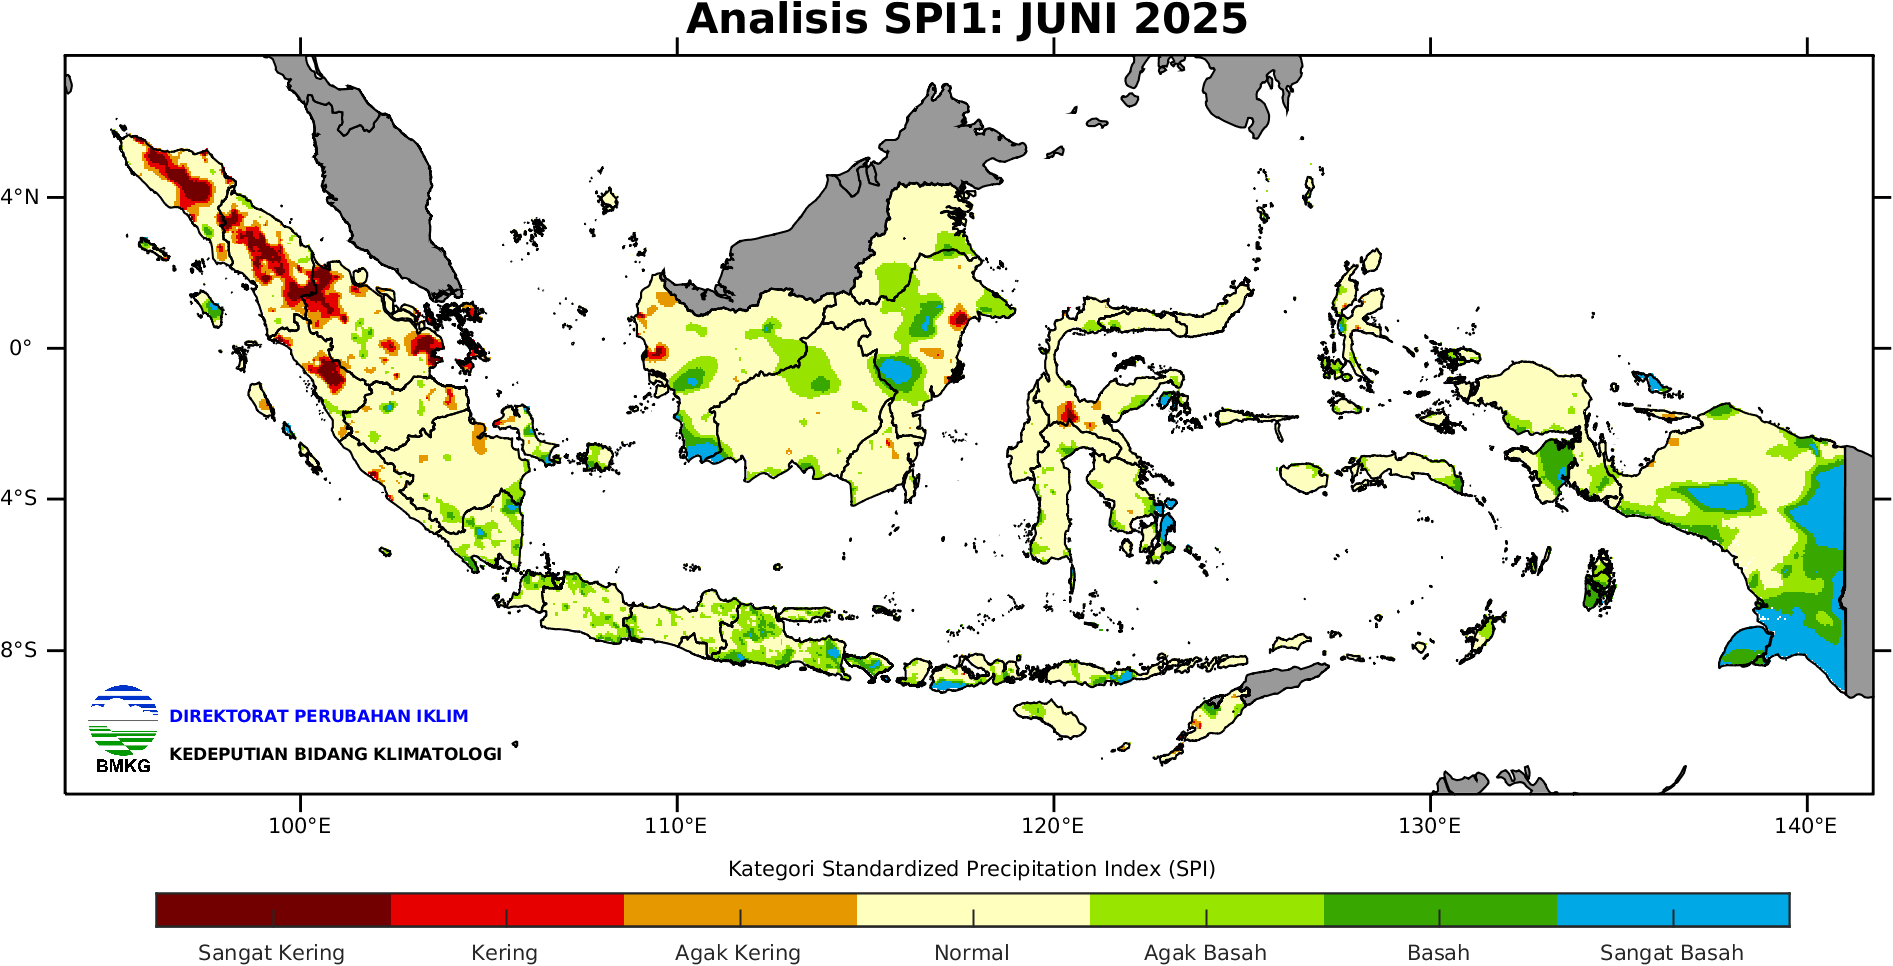 Analisis SPI1: JUNI 2025
4°N
0°
4°S
8°S
DIREKTORAT PERUBAHAN IKLIM
KEDEPUTIAN BIDANG KLIMATOLOGI
BMKG
100°E 110°E 120°E 130°E 140°E
Kategori Standardized Precipitation Index (SPI)
Sangat Kering Kering Agak Kering Normal Agak Basah Basah Sangat Basah